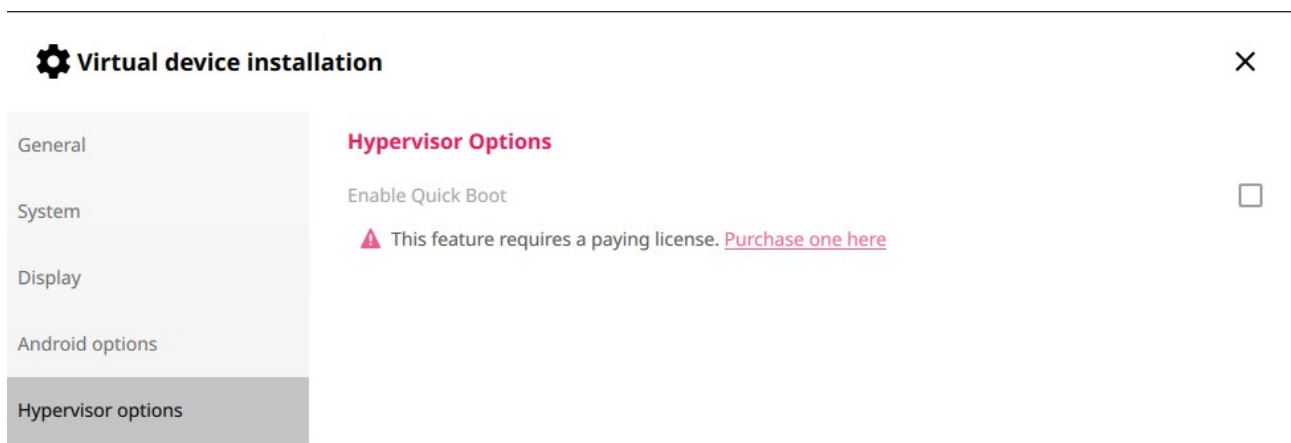 Virtual device installation
General
System
Display
Android options
Hypervisor options
Hypervisor Options
Enable Quick Boot
This feature requires a paying license. Purchase one here